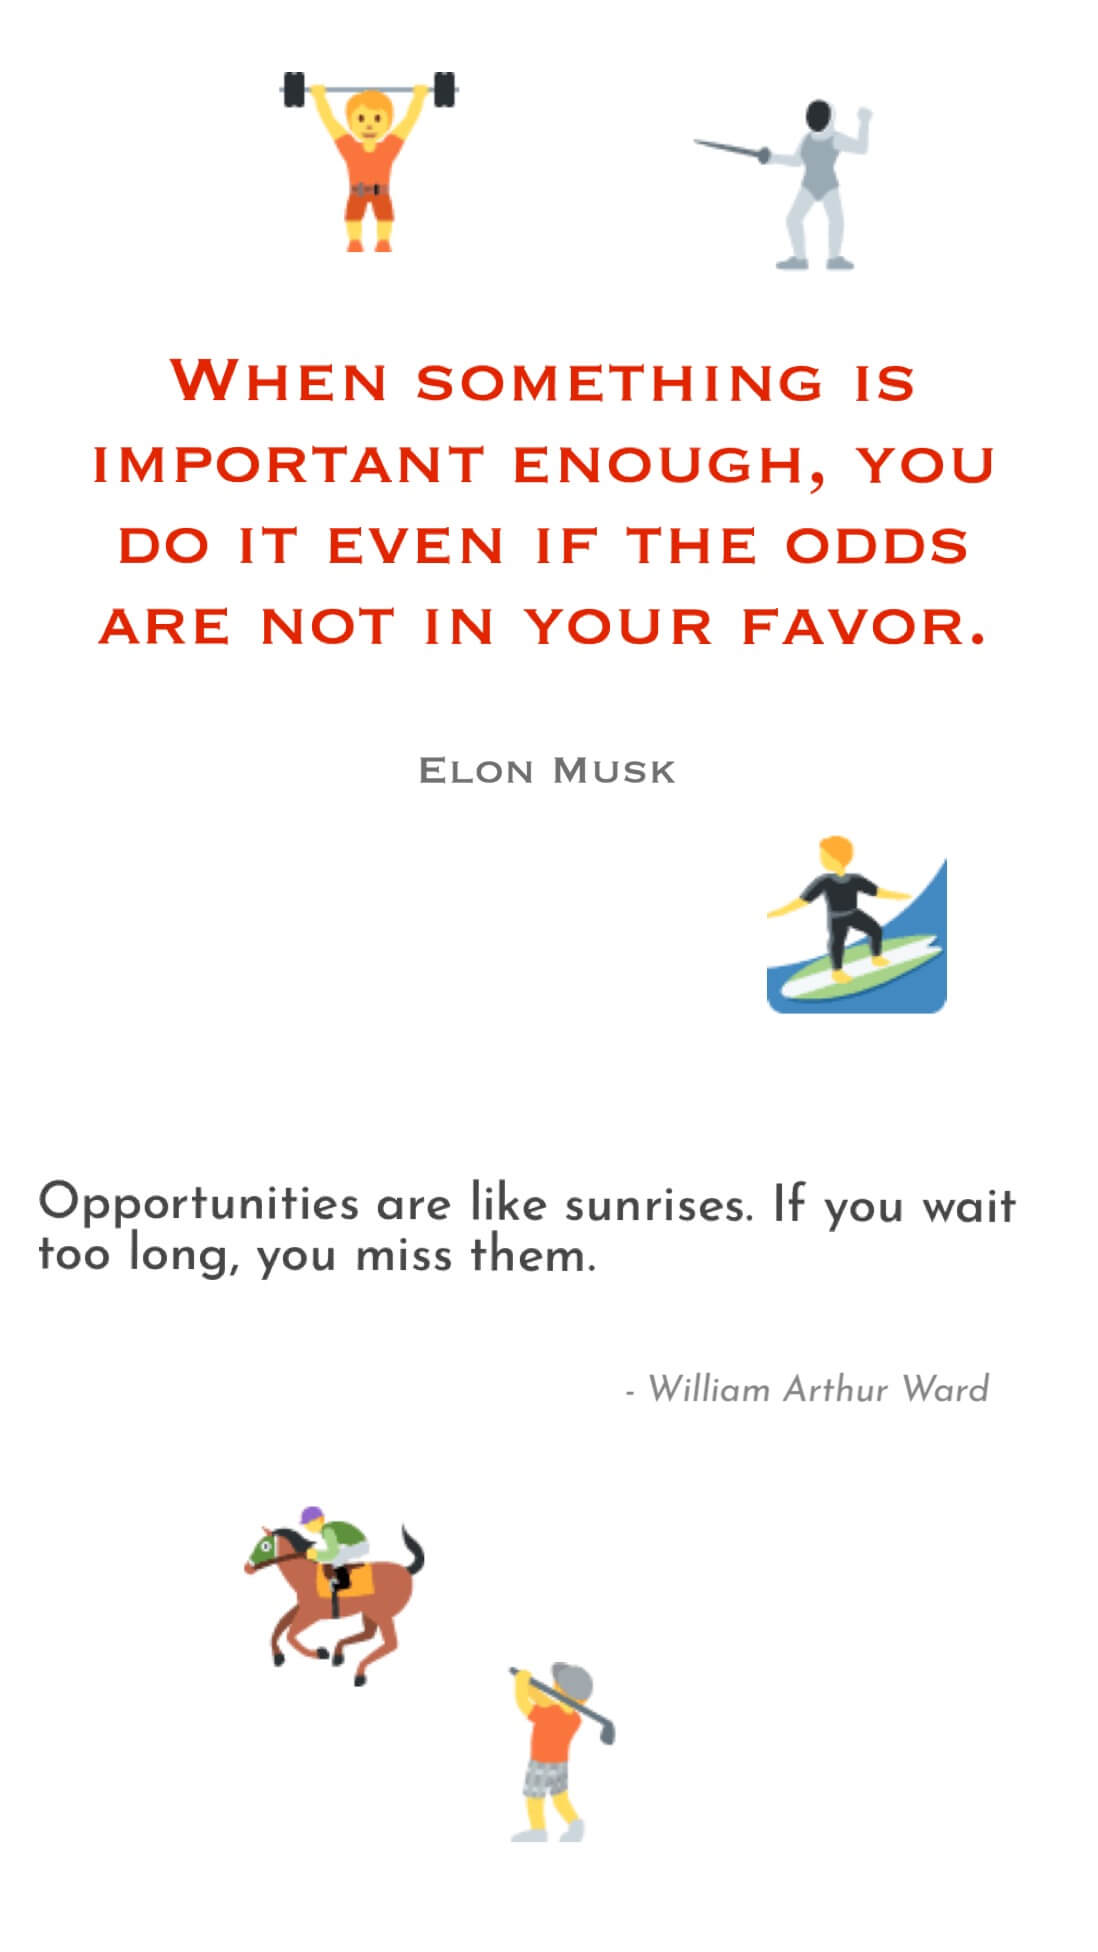 When something is
important enough, you
do it even if the odds
are not in your favor.
Elon Musk
Opportunities are like sunrises. If you wait
too long, you miss them.
- William Arthur Ward